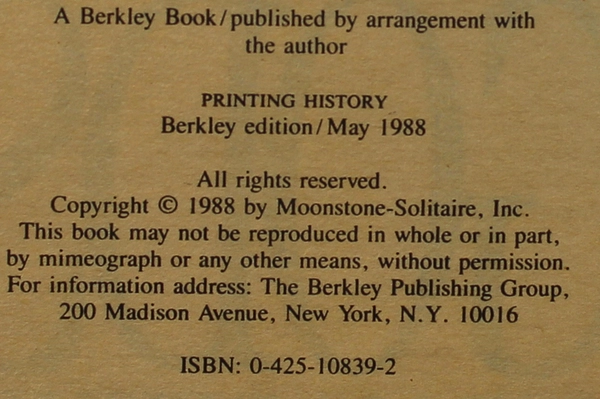 A Berkley Book/published by arrangement with
the author
PRINTING HISTORY
Berkley edition/May 1988
All rights reserved.
Copyright © 1988 by Moonstone-Solitaire, Inc.
This book may not be reproduced in whole or in part,
by mimeograph or any other means, without permission.
For information address: The Berkley Publishing Group,
200 Madison Avenue, New York, N.Y. 10016
ISBN: 0-425-10839-2